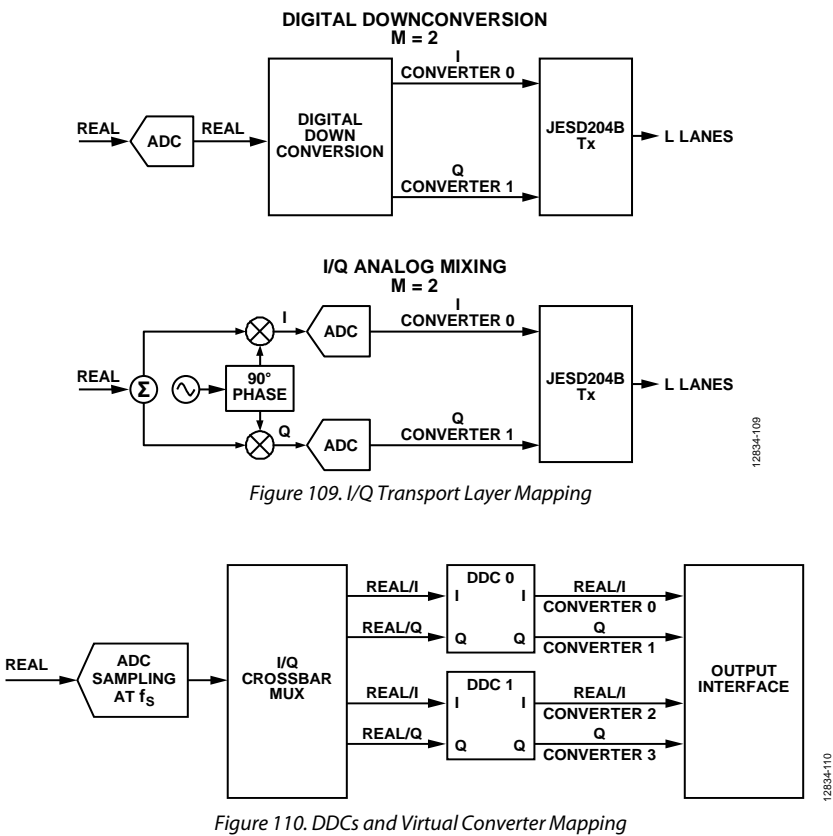 DIGITAL DOWNCONVERSION
M = 2
I
CONVERTER 0
REAL
ADC
REAL
DIGITAL
DOWN
CONVERSION
JESD204B
Tx
L LANES
Q
CONVERTER 1
I/Q ANALOG MIXING
M = 2
I
CONVERTER 0
I
ADC
REAL
Σ
90°
PHASE
JESD204B
Tx
L LANES
Q
CONVERTER 1
Q
ADC
12834-109
Figure 109. I/Q Transport Layer Mapping
REAL
ADC
SAMPLING
AT fS
I/Q
CROSSBAR
MUX
REAL/I
REAL/Q
DDC 0
I I
Q Q
REAL/I
CONVERTER 0
Q
CONVERTER 1
REAL/I
REAL/Q
DDC 1
I I
Q Q
REAL/I
CONVERTER 2
Q
CONVERTER 3
OUTPUT
INTERFACE
12834-110
Figure 110. DDCs and Virtual Converter Mapping